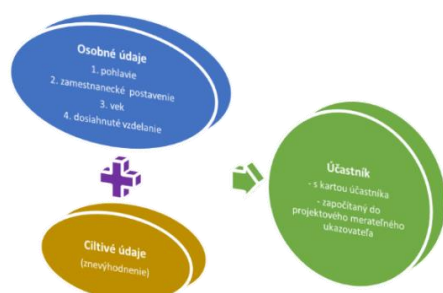 Osobné údaje
1. pohlavie
2. zamestnanecké postavenie
3. vek
4. dosiahnuté vzdelanie
Citlivé údaje
(znevýhodnenie)
Účastník
- s kartou účastníka
- započítaný do
projektového merateľného
ukazovateľa